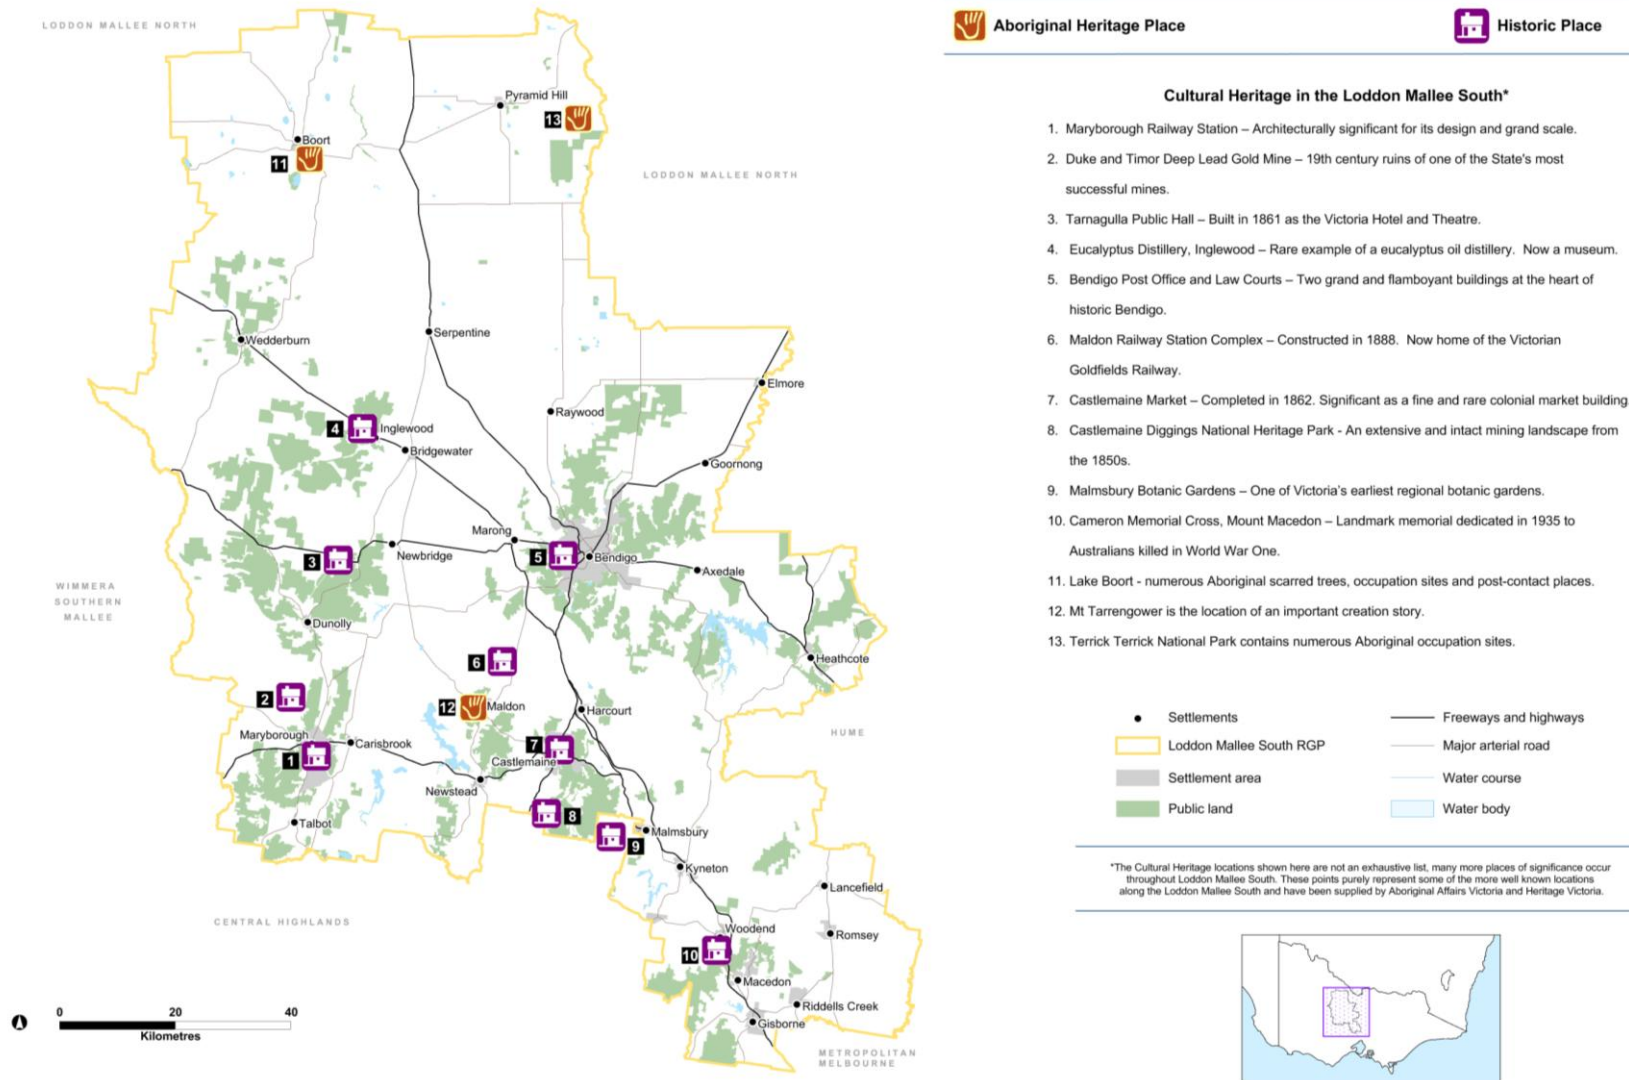 LODDON MALLEE NORTH
Pyramid Hill
13
Boort
11
LODDON MALLEE NORTH
Serpentine
Wedderburn
Elmore
Raywood
4
Inglewood
Bridgewater
Goornong
Marong
3
Newbridge
5
Bendigo
Axedale
WIMMERA
SOUTHERN
MALLEE
Dunolly
6
Heathcote
2
12
Maldon
Harcourt
HUME
Maryborough
Carisbrook
7
1
Castlemaine
Newstead
8
Talbot
Malmsbury
9
Kyneton
Lancefield
CENTRAL HIGHLANDS
Woodend
Romsey
10
Macedon
Riddells Creek
Gisborne
METROPOLITAN
MELBOURNE
0 20 40
Kilometres
Aboriginal Heritage Place
Historic Place
Cultural Heritage in the Loddon Mallee South*
1. Maryborough Railway Station – Architecturally significant for its design and grand scale.
2. Duke and Timor Deep Lead Gold Mine – 19th century ruins of one of the State's most
successful mines.
3. Tarnagulla Public Hall – Built in 1861 as the Victoria Hotel and Theatre.
4. Eucalyptus Distillery, Inglewood – Rare example of a eucalyptus oil distillery. Now a museum.
5. Bendigo Post Office and Law Courts – Two grand and flamboyant buildings at the heart of
historic Bendigo.
6. Maldon Railway Station Complex – Constructed in 1888. Now home of the Victorian
Goldfields Railway.
7. Castlemaine Market – Completed in 1862. Significant as a fine and rare colonial market building.
8. Castlemaine Diggings National Heritage Park - An extensive and intact mining landscape from
the 1850s.
9. Malmsbury Botanic Gardens – One of Victoria's earliest regional botanic gardens.
10. Cameron Memorial Cross, Mount Macedon – Landmark memorial dedicated in 1935 to
Australians killed in World War One.
11. Lake Boort - numerous Aboriginal scarred trees, occupation sites and post-contact places.
12. Mt Tarrengower is the location of an important creation story.
13. Terrick Terrick National Park contains numerous Aboriginal occupation sites.
Settlements
Freeways and highways
Loddon Mallee South RGP
Major arterial road
Settlement area
Water course
Public land
Water body
*The Cultural Heritage locations shown here are not an exhaustive list, many more places of significance occur
throughout Loddon Mallee South. These points purely represent some of the more well known locations
along the Loddon Mallee South and have been supplied by Aboriginal Affairs Victoria and Heritage Victoria.